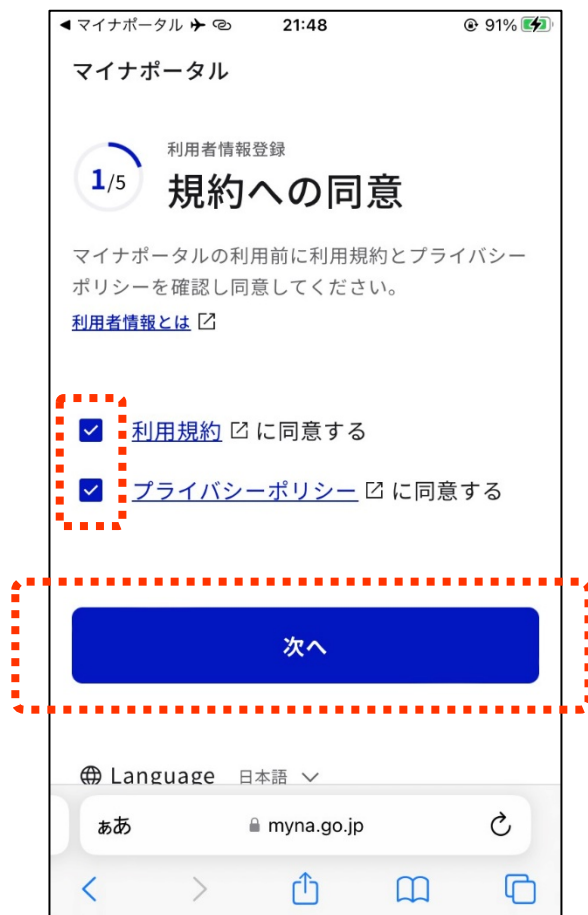 ◀ マイナポータル 21:48 91%
マイナポータル
利用者情報登録
1/5 規約への同意
マイナポータルの利用前に利用規約とプライバシー
ポリシーを確認し同意してください。
利用者情報とは
利用規約 に同意する
プライバシーポリシー に同意する
次へ
Language 日本語
ぁあ myna.go.jp